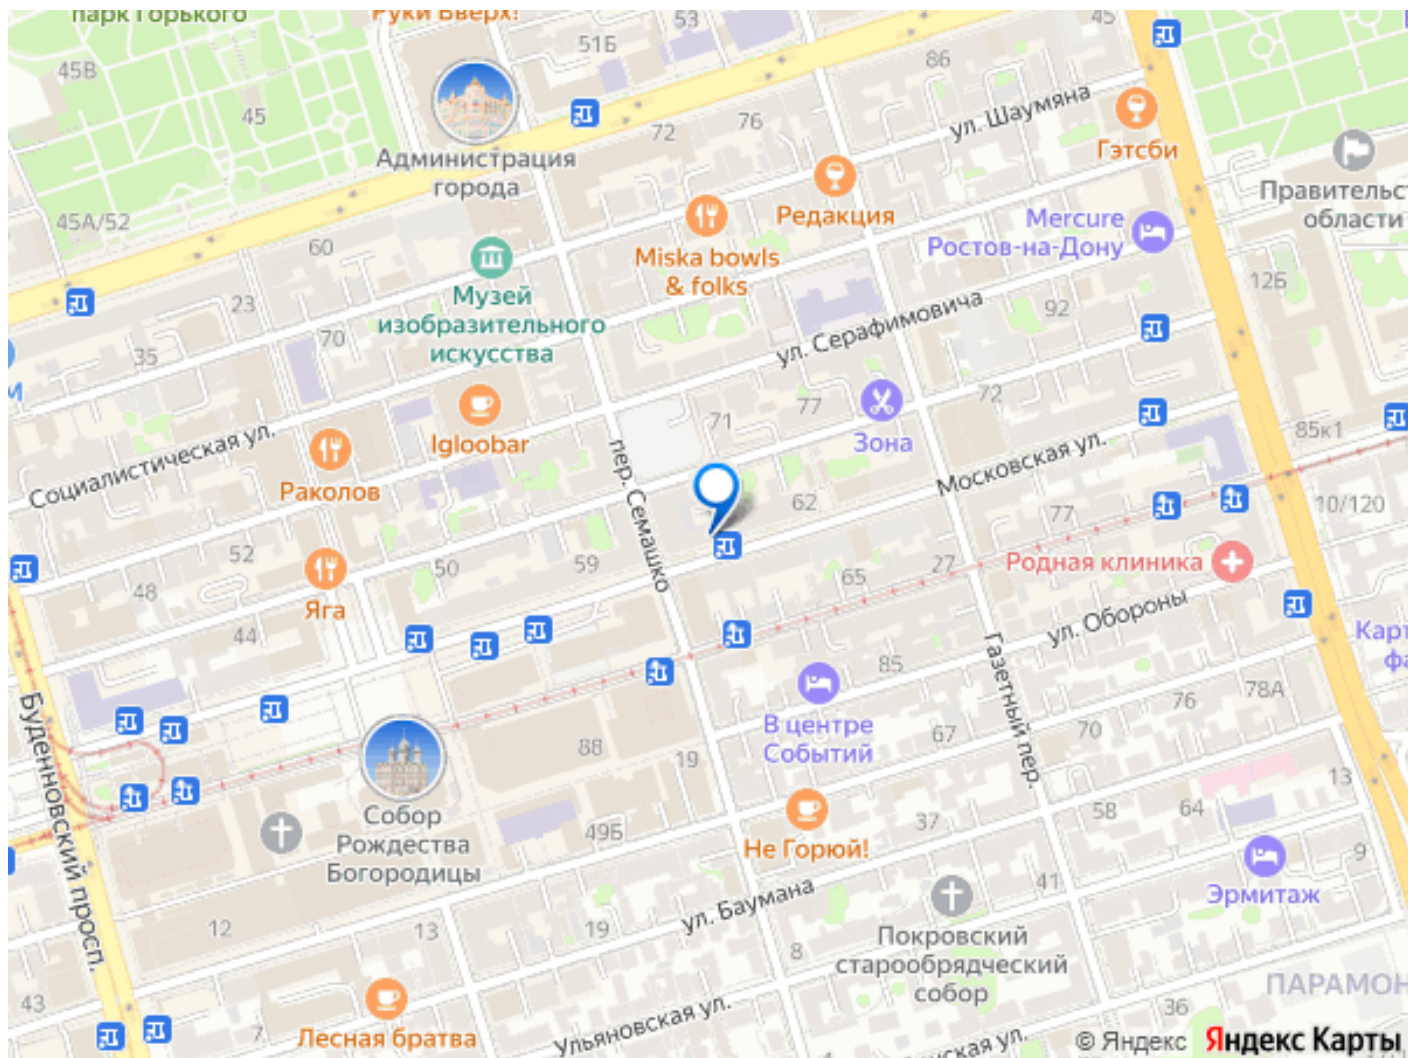 парк Горького
Руки Вверх!
53
45
51Б
86
45В
45
72
76
ул. Шаумяна
Гэтсби
Администрация
города
Правительс
области
Редакция
Mercure
Ростов-на-Дону
45А/52
60
Miska bowls
& folks
Музей
изобразительного
искусства
126
23
92
70
35
ул. Серафимовича
м
77
72
71
Зона
Igloobar
Социалистическая ул.
Раколов
85к1
Московская ул.
пер. Семашко
62
10/120
77
52
50
59
65
27
Родная клиника
48
Яга
44
ул. Обороны
Карт
фа
Газетный пер.
85
78А
76
В центре
Событий
67
70
Буденновский просп.
88
19
13
58
64
Собор
Рождества
Богородицы
49Б
37
Не Горюй!
9
41
Эрмитаж
ул. Баумана
12
13
19
8
Покровский
старообрядческий
собор
ПАРАМОН
43
7
Лесная братва
Ульяновская ул.
36
ская ул.
© Яндекс Яндекс Карты